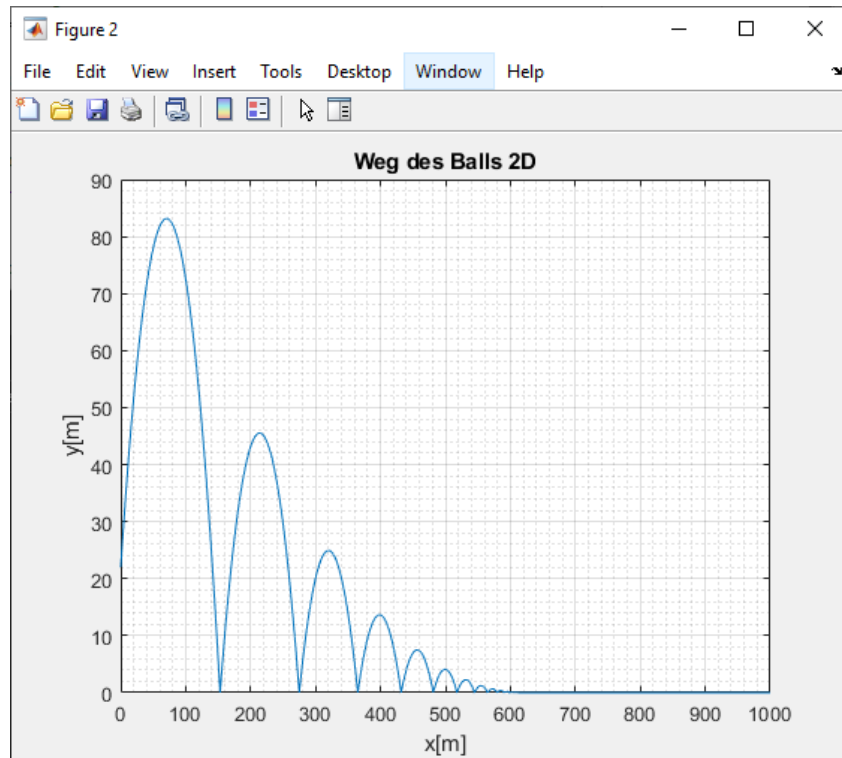 Figure 2
File Edit View Insert Tools Desktop Window Help
Weg des Balls 2D
90
80
70
60
50
40
30
20
10
0
y[m]
0 100 200 300 400 500 600 700 800 900 1000
x[m]